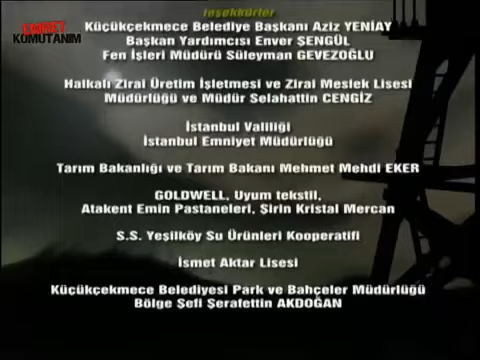 teşekkürler
EMRET
KOMUTANIM
Küçükçekmece Belediye Başkanı Aziz YENİAY
Başkan Yardımcısı Enver ŞENGÜL
Fen İşleri Müdürü Süleyman GEVEZOĞLU
Halkalı Zirai Üretim İşletmesi ve Zirai Meslek Lisesi
Müdürlüğü ve Müdür Selahattin CENGİZ
İstanbul Valiliği
İstanbul Emniyet Müdürlüğü
Tarım Bakanlığı ve Tarım Bakanı Mehmet Mehdi EKER
GOLDWELL, Uyum tekstil,
Atakent Emin Pastaneleri, Şirin Kristal Mercan
S.S. Yeşilköy Su Ürünleri Kooperatifi
İsmet Aktar Lisesi
Küçükçekmece Belediyesi Park ve Bahçeler Müdürlüğü
Bölge Şefi Şerafettin AKDOĞAN